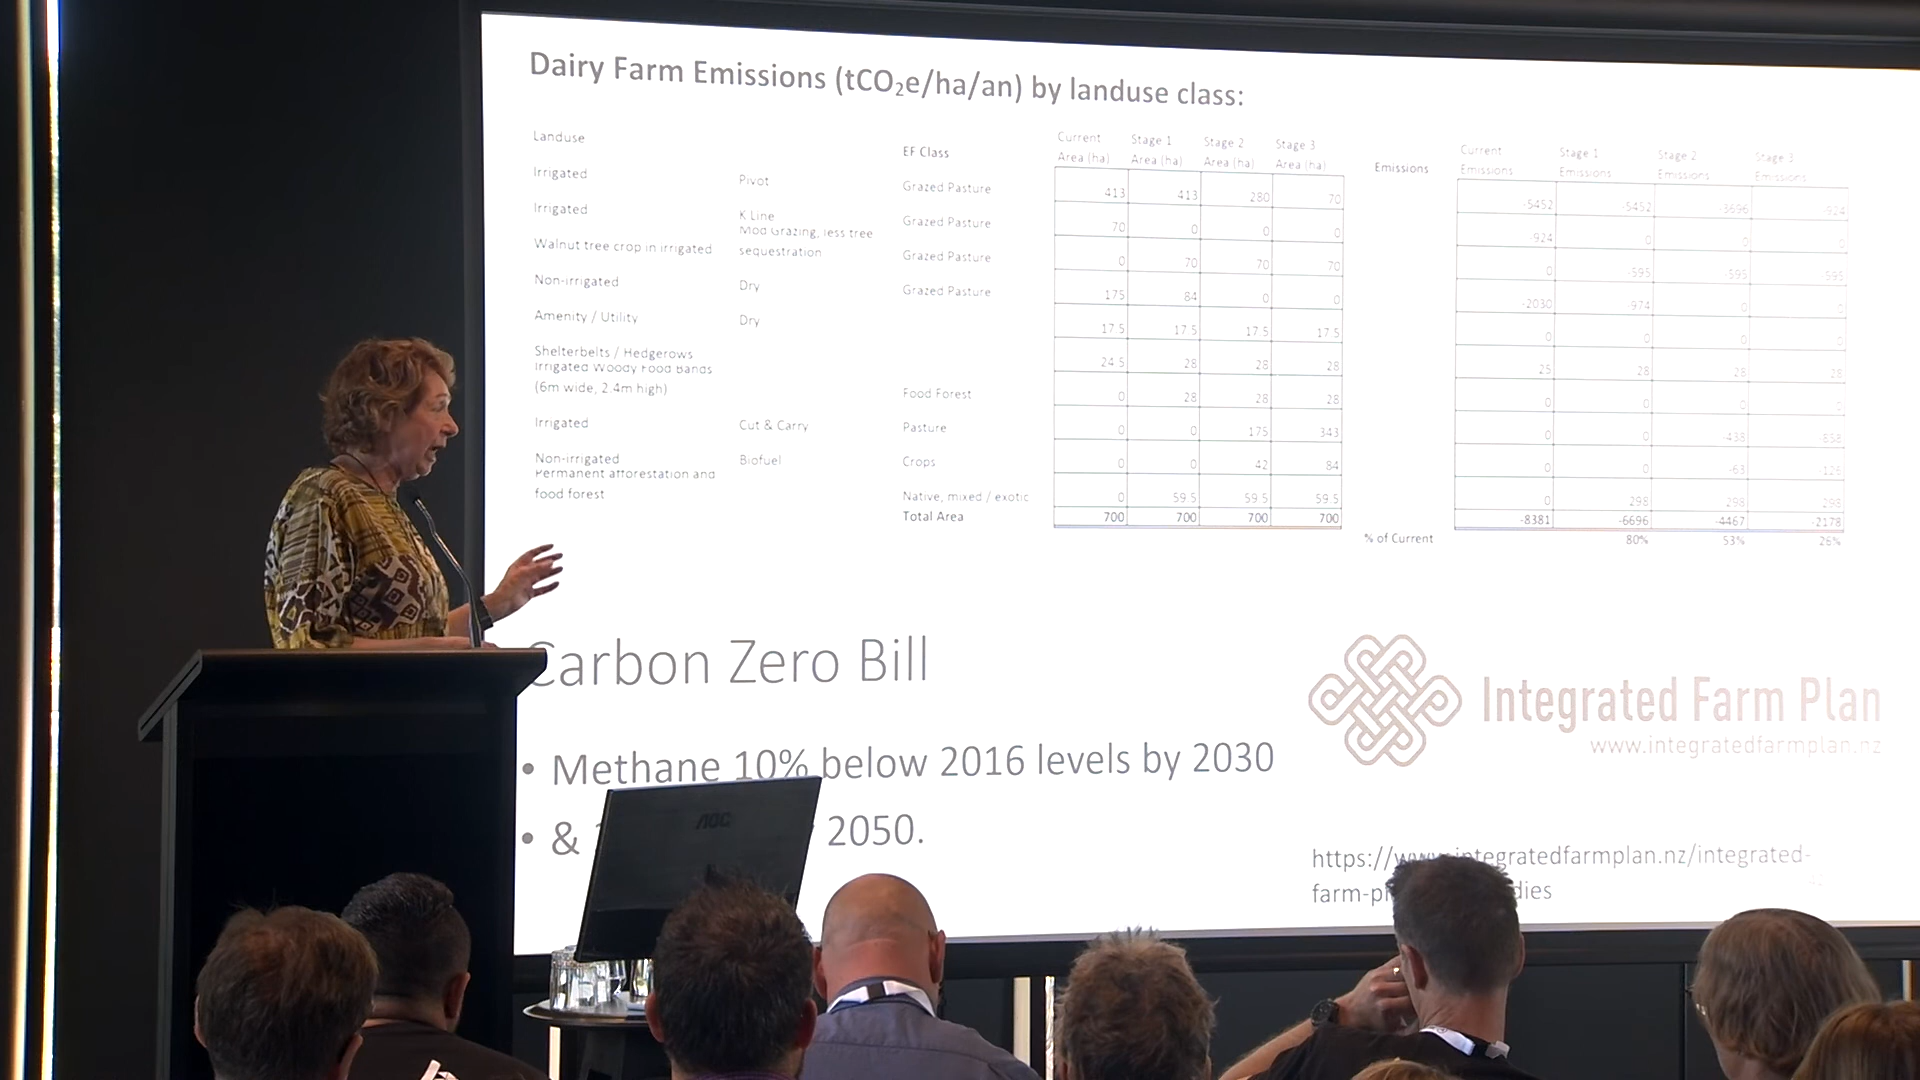 Dairy Farm Emissions (tCO₂e/ha/an) by landuse class:
Landuse EF Class Current Area (ha) Stage 1 Area (ha) Stage 2 Area (ha) Stage 3 Area (ha) Emissions Current Emissions Stage 1 Emissions Stage 2 Emissions Stage 3 Emissions
Irrigated Pivot Grazed Pasture 413 413 280 70 -5452 -5452 -3696 -924
Irrigated K Line Grazed Pasture 70 0 0 0 -924 0 0 0
Walnut tree crop in irrigated Mod Grazing, less tree sequestration Grazed Pasture 0 70 70 70 0 -595 -595 -595
Non-irrigated Dry Grazed Pasture 175 84 0 0 -2030 -974 0 0
Amenity / Utility Dry 17.5 17.5 17.5 17.5 0 0 0
Shelterbelts / Hedgerows 24.5 28 28 28 25 28 28 28
Irrigated Woody Food Bands (6m wide, 2.4m high) Food Forest 0 28 28 28 0 0 0 0
Irrigated Cut & Carry Pasture 0 0 175 343 0 0 -438 -858
Non-irrigated Biofuel Crops 0 0 42 84 0 0 -63 -126
Permanent afforestation and food forest Native, mixed / exotic 0 59.5 59.5 59.5 0 298 298 298
Total Area 700 700 700 700 -8381 -6696 -4467 -2178
% of Current 80% 53% 26%
Carbon Zero Bill
• Methane 10% below 2016 levels by 2030
• & 2050.
Integrated Farm Plan
www.integratedfarmplan.nz
https://www.integratedfarmplan.nz/integrated-
AOC